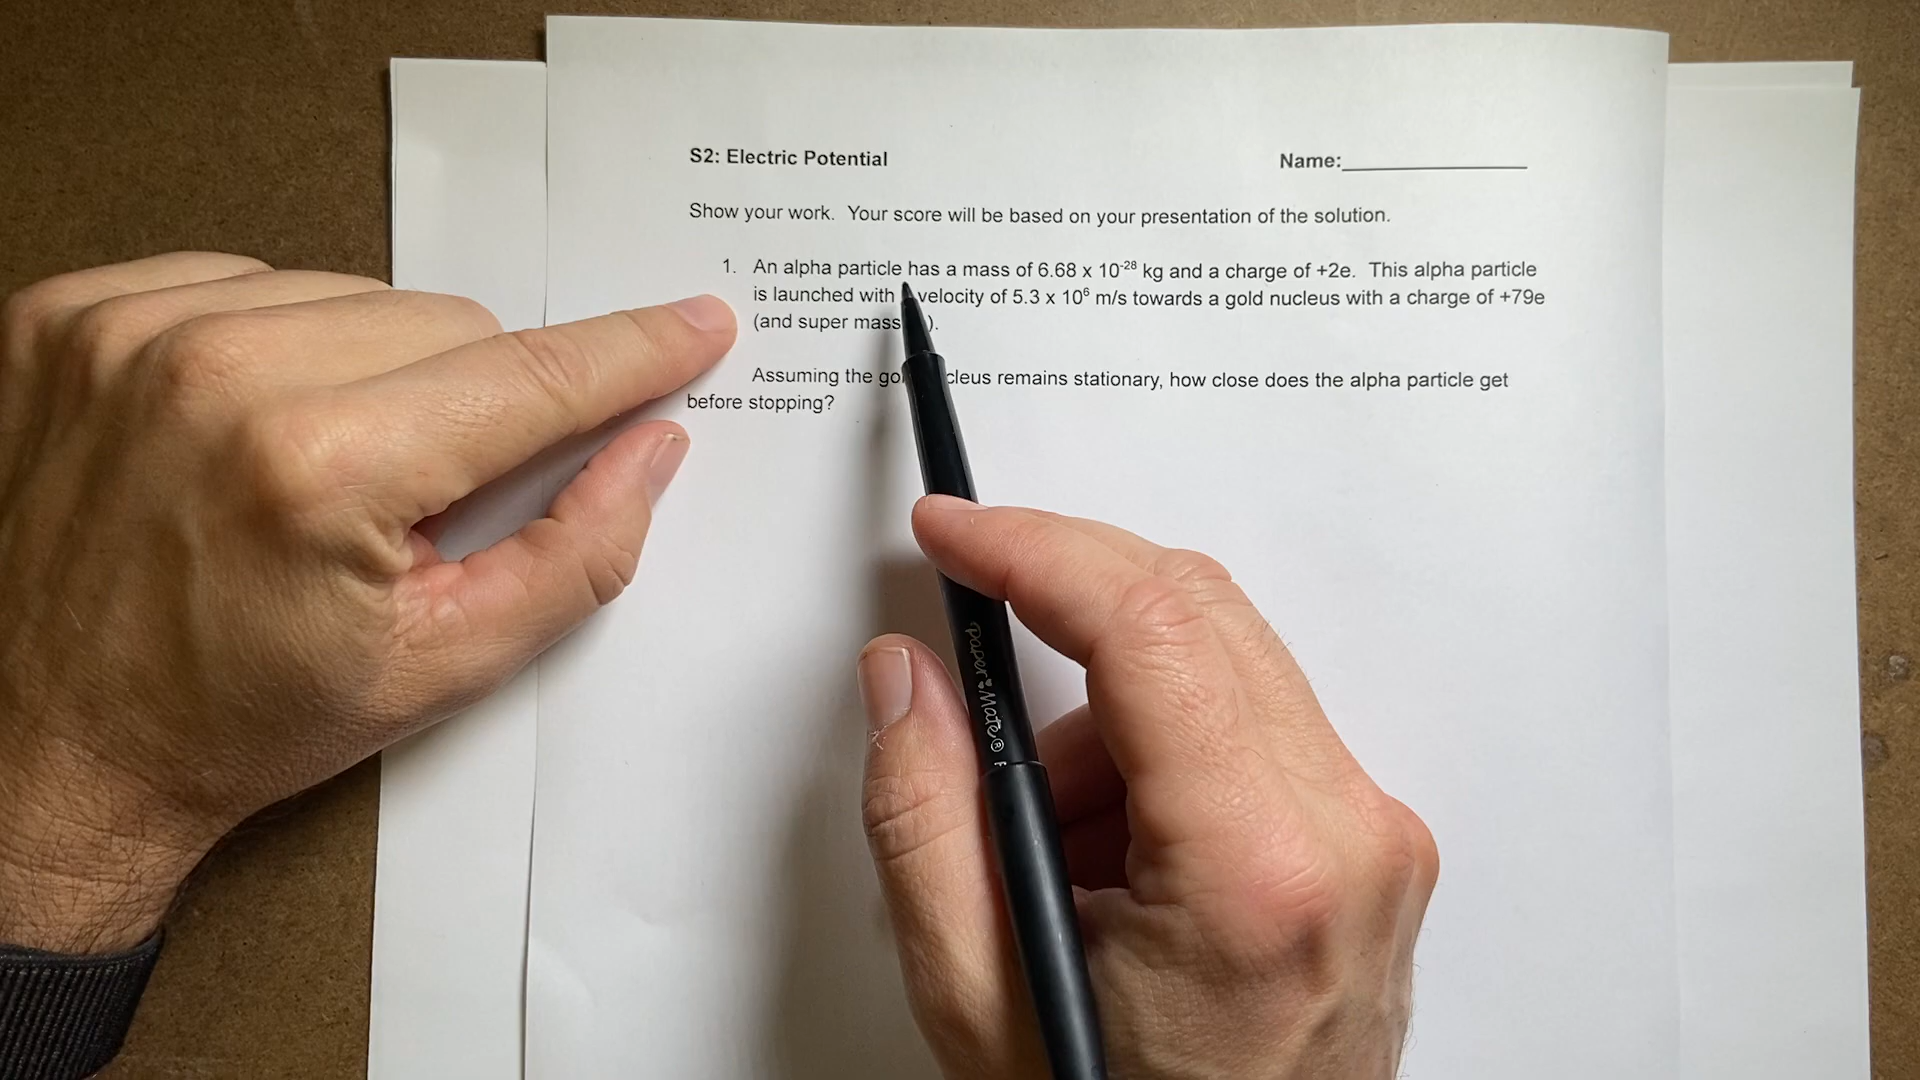 S2: Electric Potential
Name:
Show your work. Your score will be based on your presentation of the solution.
1. An alpha particle has a mass of 6.68 x 10⁻²⁸ kg and a charge of +2e. This alpha particle
is launched with velocity of 5.3 x 10⁶ m/s towards a gold nucleus with a charge of +79e
(and super mass ).
Assuming the go cleus remains stationary, how close does the alpha particle get
before stopping?
paper Mate®